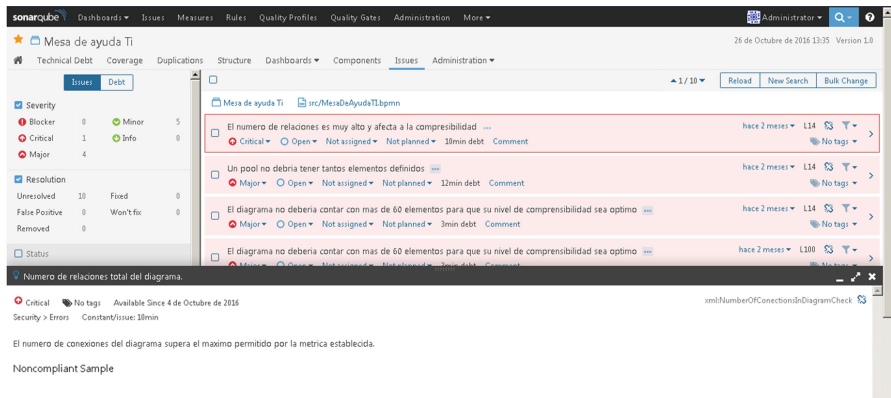 sonarqube Dashboards Issues Measures Rules Quality Profiles Quality Gates Administration More Administrator
Mesa de ayuda Ti 26 de Octubre de 2016 13:35 Version 1.0
Technical Debt Coverage Duplications Structure Dashboards Components Issues Administration
Issues Debt 1 / 10 Reload New Search Bulk Change
Severity
Blocker 0 Minor 5
Critical 1 Info 0
Major 4
Resolution
Unresolved 10 Fixed 0
False Positive 0 Won't fix 0
Removed 0
Status
Mesa de ayuda Ti src/MesaDeAyudaTI.bpmn
El numero de relaciones es muy alto y afecta a la compresibilidad ... hace 2 meses L14
Critical Open Not assigned Not planned 10min debt Comment No tags
Un pool no debria tener tantos elementos definidos ... hace 2 meses L14
Major Open Not assigned Not planned 12min debt Comment No tags
El diagrama no deberia contar con mas de 60 elementos para que su nivel de comprensibilidad sea optimo ... hace 2 meses L14
Major Open Not assigned Not planned 3min debt Comment No tags
El diagrama no deberia contar con mas de 60 elementos para que su nivel de comprensibilidad sea optimo ... hace 2 meses L100
Major Open Not assigned Not planned 3min debt Comment No tags
Numero de relaciones total del diagrama.
Critical No tags Available Since 4 de Octubre de 2016 xml:NumberOfConectionsInDiagramCheck
Security > Errors Constant/issue: 10min
El numero de conexiones del diagrama supera el maximo permitido por la metrica establecida.
Noncompliant Sample